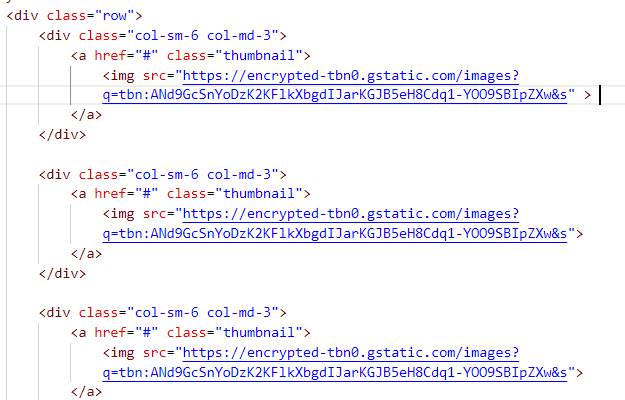 <div class="row">
<div class="col-sm-6 col-md-3">
<a href="#" class="thumbnail">
<img src="https://encrypted-tbn0.gstatic.com/images?
q=tbn:ANd9GcSnYoDzK2KFlkXbgdIJarKGJB5eH8Cdq1-YOO9SBIpZXw&s" >
</a>
</div>
<div class="col-sm-6 col-md-3">
<a href="#" class="thumbnail">
<img src="https://encrypted-tbn0.gstatic.com/images?
q=tbn:ANd9GcSnYoDzK2KFlkXbgdIJarKGJB5eH8Cdq1-YOO9SBIpZXw&s">
</a>
</div>
<div class="col-sm-6 col-md-3">
<a href="#" class="thumbnail">
<img src="https://encrypted-tbn0.gstatic.com/images?
q=tbn:ANd9GcSnYoDzK2KFlkXbgdIJarKGJB5eH8Cdq1-YOO9SBIpZXw&s" >
</a>